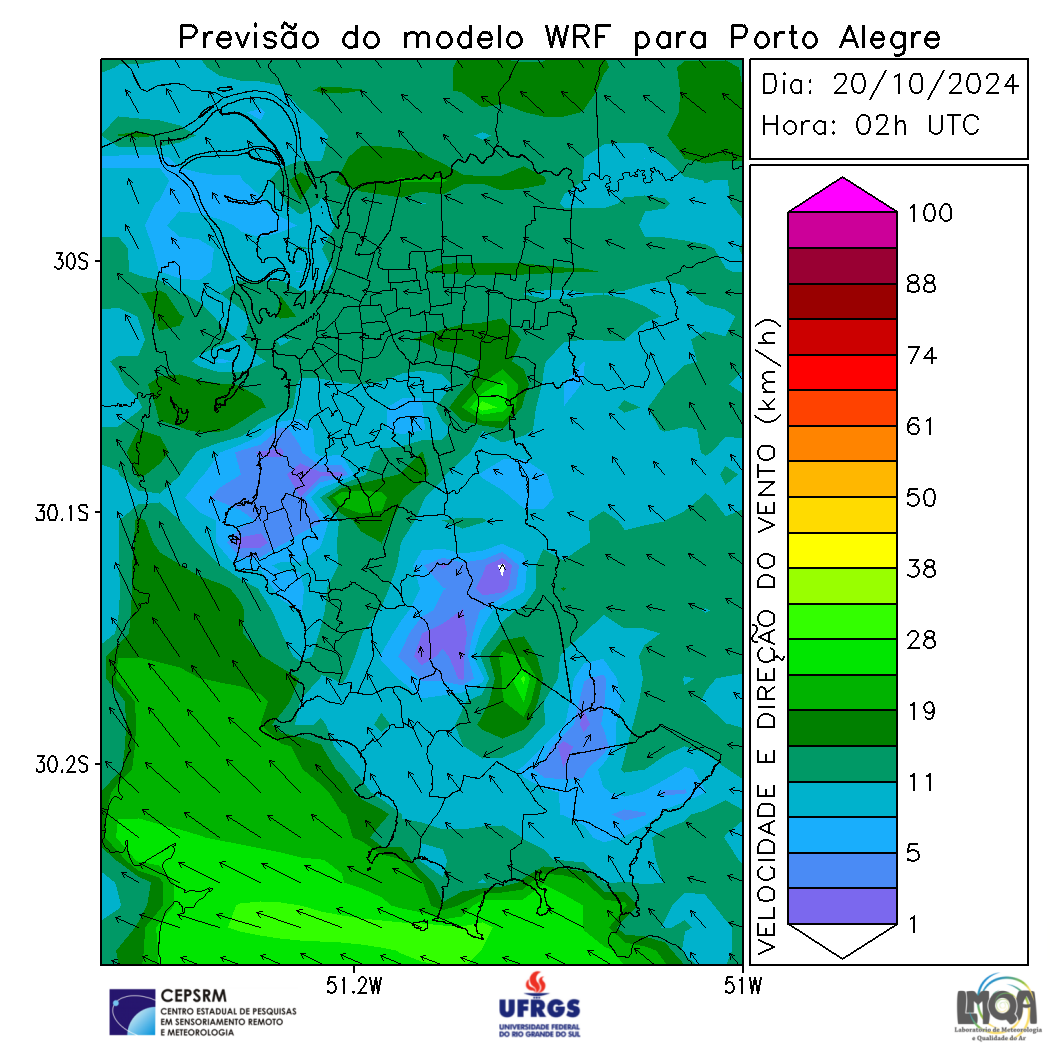 Previsão do modelo WRF para Porto Alegre
Dia: 20/10/2024
Hora: 02h UTC
30S
30.1S
30.2S
51.2W
51W
VELOCIDADE E DIREÇÃO DO VENTO (km/h)
100
88
74
61
50
38
28
19
11
5
1
CEPSRM
CENTRO ESTADUAL DE PESQUISAS
EM SENSORIAMENTO REMOTO
E METEOROLOGIA
UFRGS
UNIVERSIDADE FEDERAL
DO RIO GRANDE DO SUL
LMQA
Laboratório de Meteorologia
e Qualidade do Ar